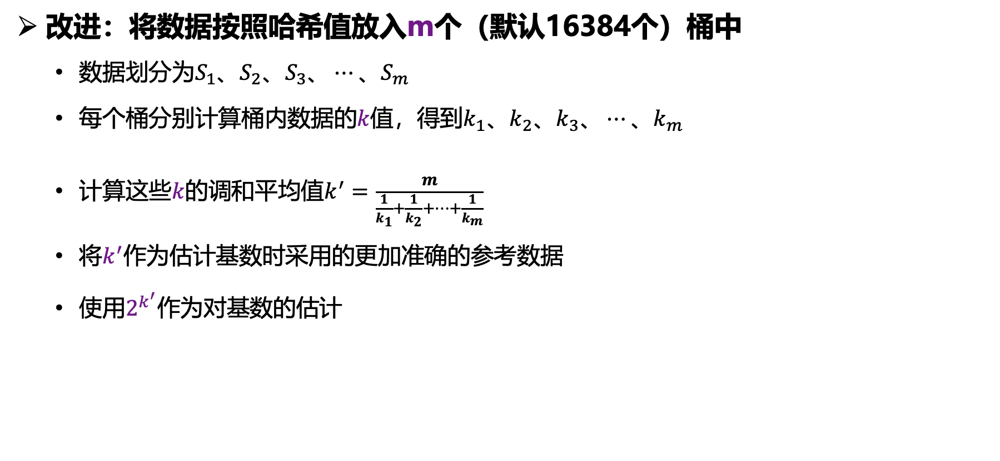 ➢ 改进：将数据按照哈希值放入m个（默认16384个）桶中
• 数据划分为$S_1$、$S_2$、$S_3$、 ⋯ 、$S_m$
• 每个桶分别计算桶内数据的$k$值，得到$k_1$、$k_2$、$k_3$、 ⋯ 、$k_m$
• 计算这些$k$的调和平均值$k' = \frac{m}{\frac{1}{k_1}+\frac{1}{k_2}+\cdots+\frac{1}{k_m}}$
• 将$k'$作为估计基数时采用的更加准确的参考数据
• 使用$2^{k'}$作为对基数的估计